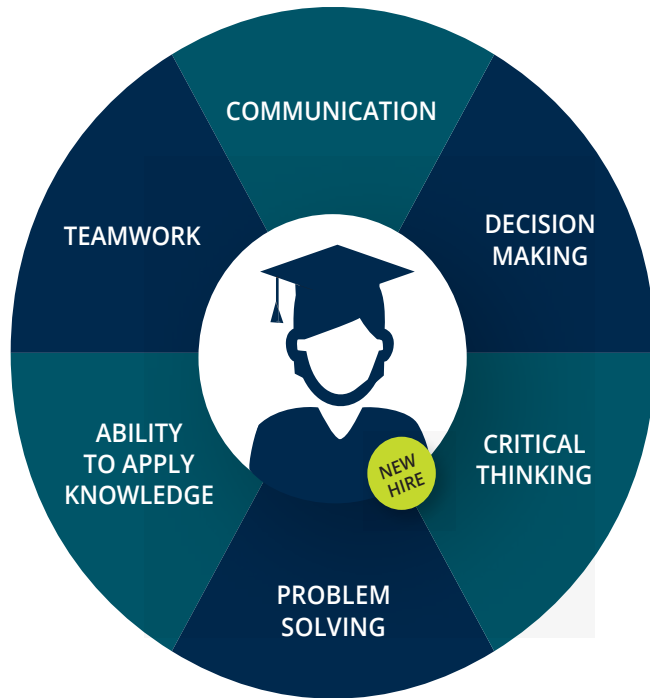 COMMUNICATION
DECISION
MAKING
CRITICAL
THINKING
PROBLEM
SOLVING
ABILITY
TO APPLY
KNOWLEDGE
TEAMWORK
NEW
HIRE